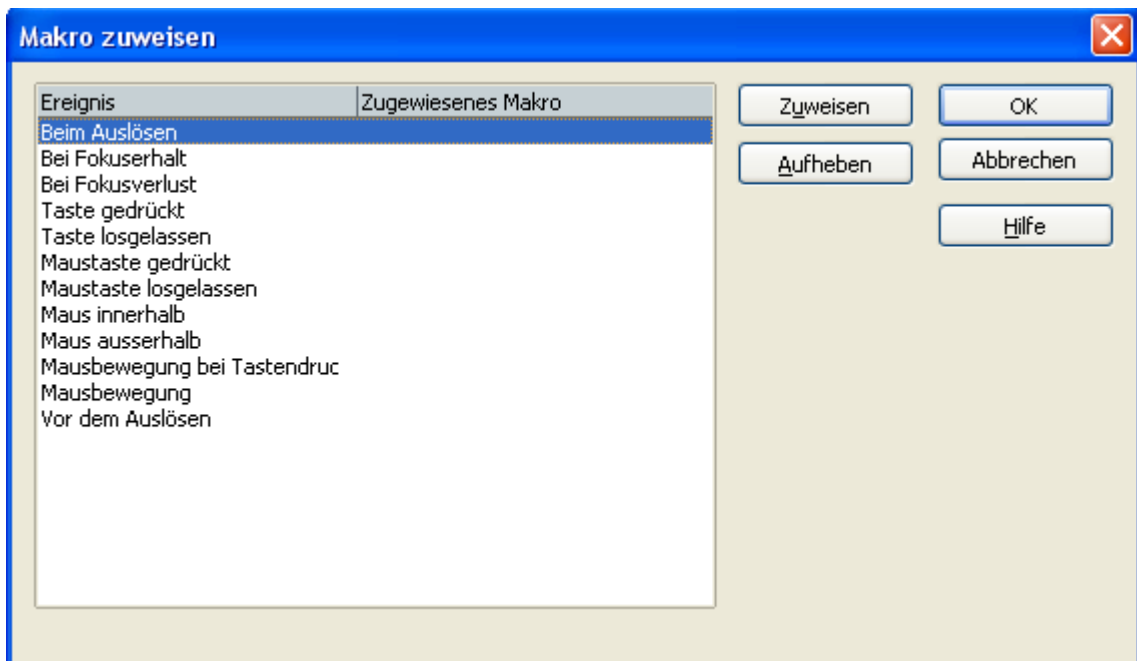 Makro zuweisen
Ereignis Zugewiesenes Makro
Beim Auslösen
Bei Fokuserhalt
Bei Fokusverlust
Taste gedrückt
Taste losgelassen
Maustaste gedrückt
Maustaste losgelassen
Maus innerhalb
Maus ausserhalb
Mausbewegung bei Tastendruc
Mausbewegung
Vor dem Auslösen
Zuweisen
Aufheben
OK
Abbrechen
Hilfe